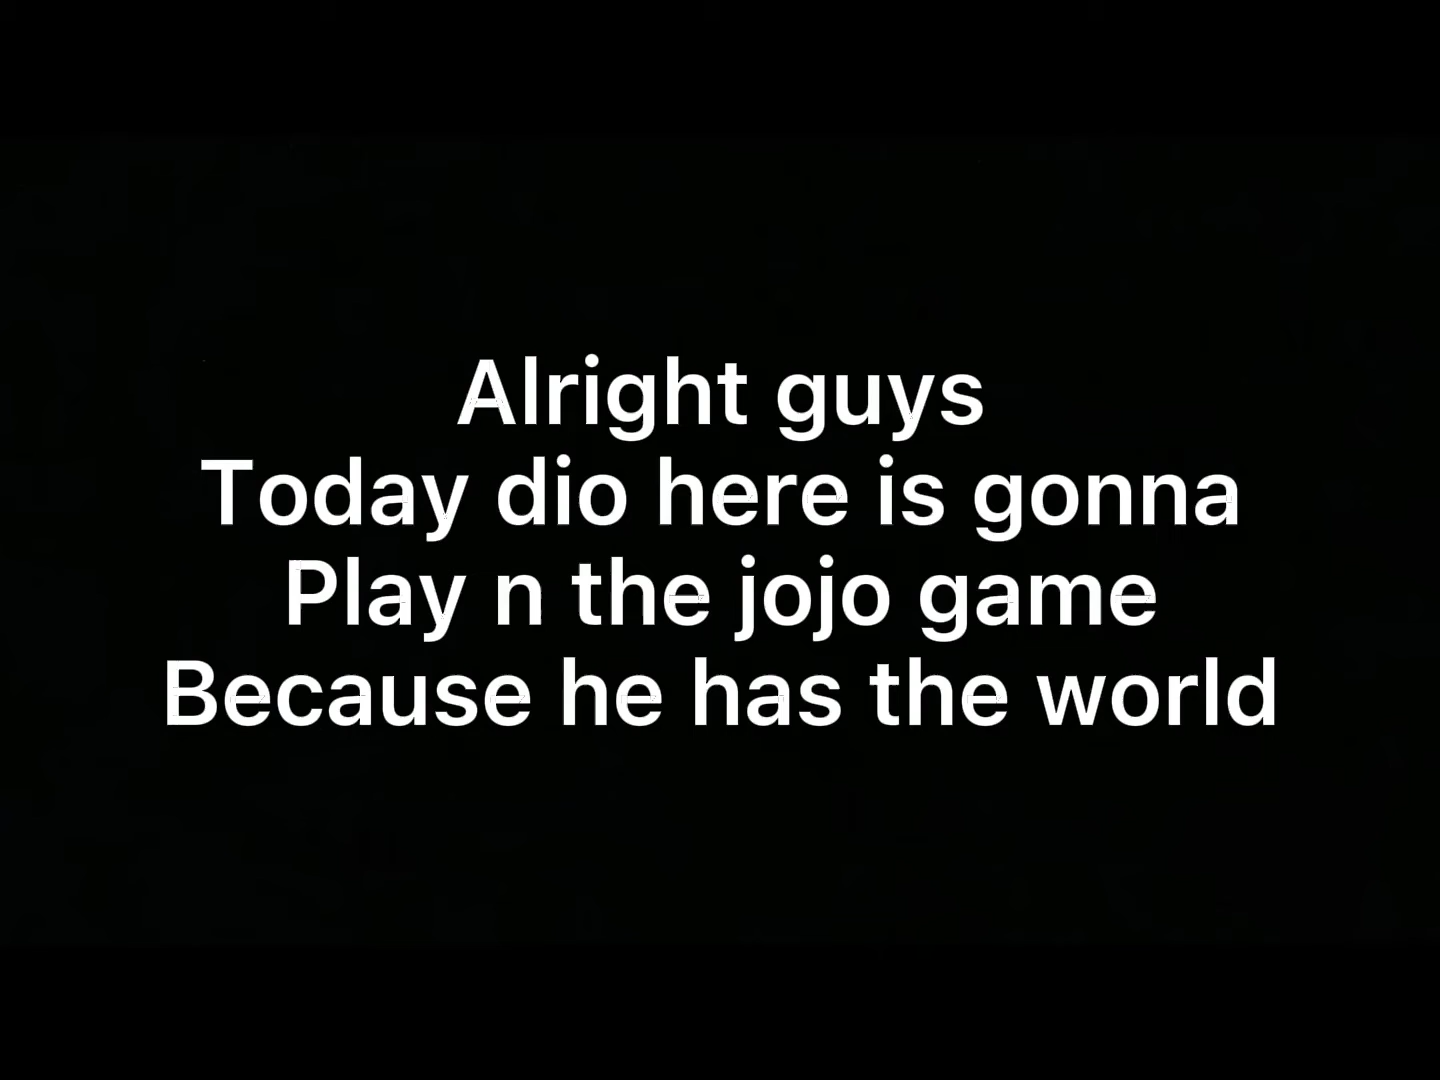 Alright guys
Today dio here is gonna
Play n the jojo game
Because he has the world